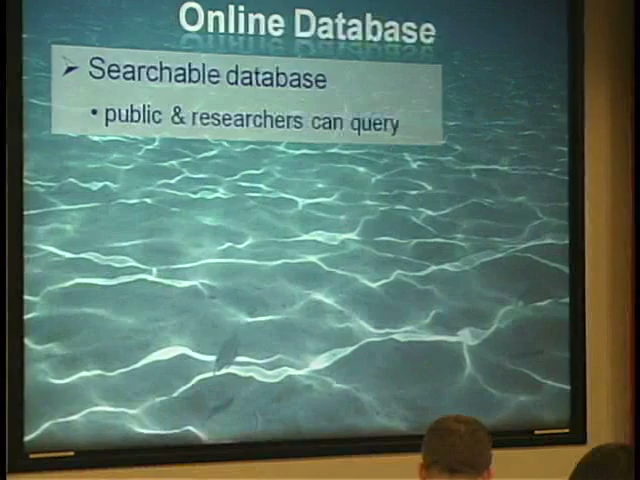 Online Database
Searchable database
• public & researchers can query